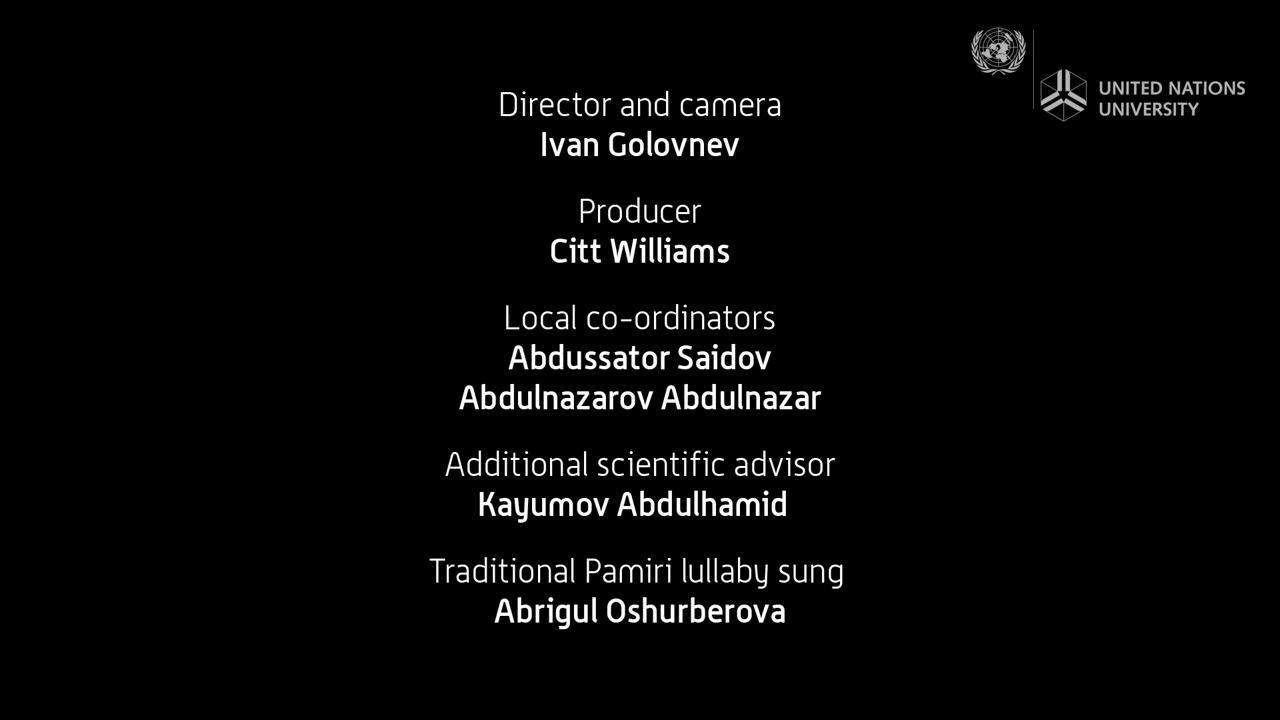 UNITED NATIONS
UNIVERSITY
Director and camera
Ivan Golovnev
Producer
Citt Williams
Local co-ordinators
Abdussator Saidov
Abdulnazarov Abdulnazar
Additional scientific advisor
Kayumov Abdulhamid
Traditional Pamiri lullaby sung
Abrigul Oshurberova